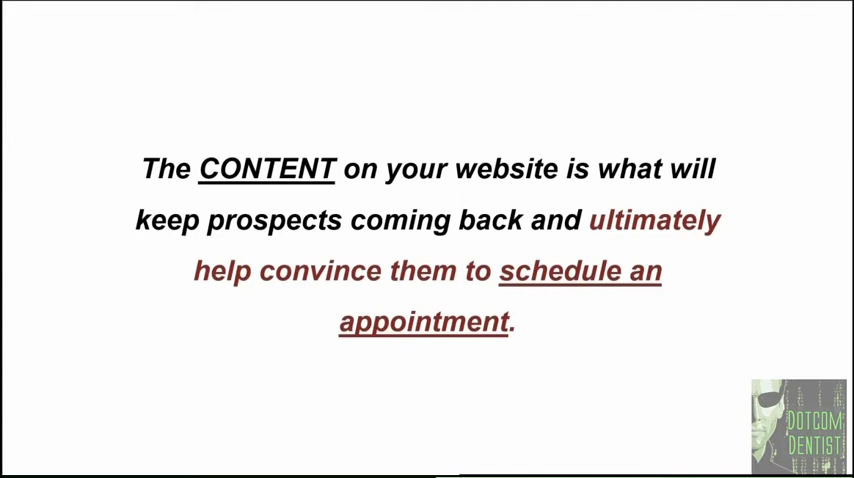 The CONTENT on your website is what will
keep prospects coming back and ultimately
help convince them to schedule an
appointment.
DOTCOM
DENTIST